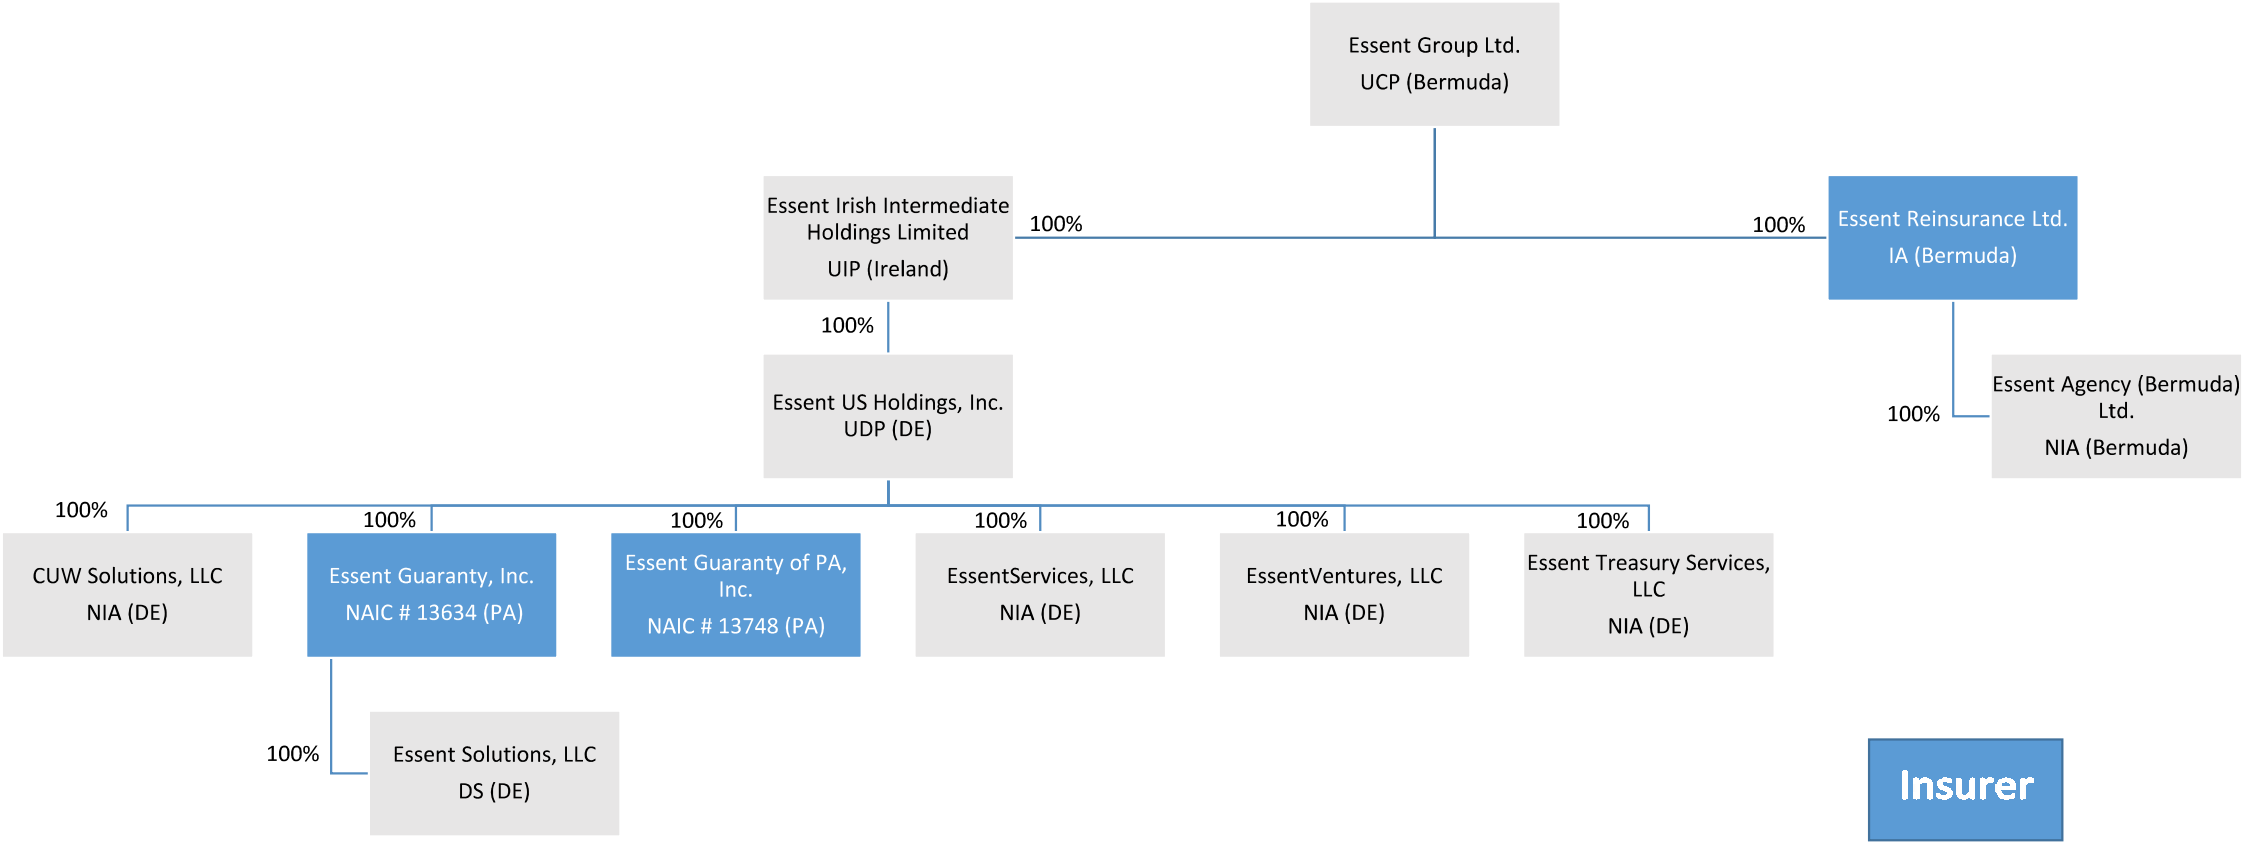 Essent Group Ltd.
UCP (Bermuda)
Essent Irish Intermediate
Holdings Limited
UIP (Ireland)
100%
100%
Essent Reinsurance Ltd.
IA (Bermuda)
100%
Essent US Holdings, Inc.
UDP (DE)
100%
Essent Agency (Bermuda)
Ltd.
NIA (Bermuda)
100%
100%
100%
100%
100%
100%
CUW Solutions, LLC
NIA (DE)
Essent Guaranty, Inc.
NAIC # 13634 (PA)
Essent Guaranty of PA,
Inc.
NAIC # 13748 (PA)
EssentServices, LLC
NIA (DE)
EssentVentures, LLC
NIA (DE)
Essent Treasury Services,
LLC
NIA (DE)
100%
Essent Solutions, LLC
DS (DE)
Insurer